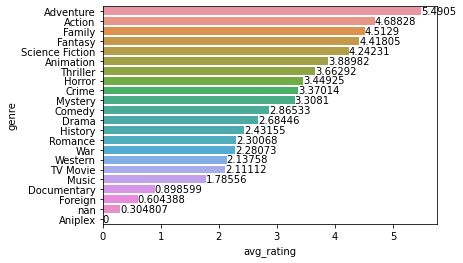 Adventure 5.4905
Action 4.68828
Family 4.5129
Fantasy 4.41805
Science Fiction 4.24231
Animation 3.88982
Thriller 3.66292
Horror 3.44925
Crime 3.37014
Mystery 3.3081
Comedy 2.86533
Drama 2.68446
History 2.43155
Romance 2.30068
War 2.28073
Western 2.13758
TV Movie 2.11112
Music 1.78556
Documentary 0.898599
Foreign 0.604388
nan 0.304807
Aniplex 0
genre
0 1 2 3 4 5
avg_rating